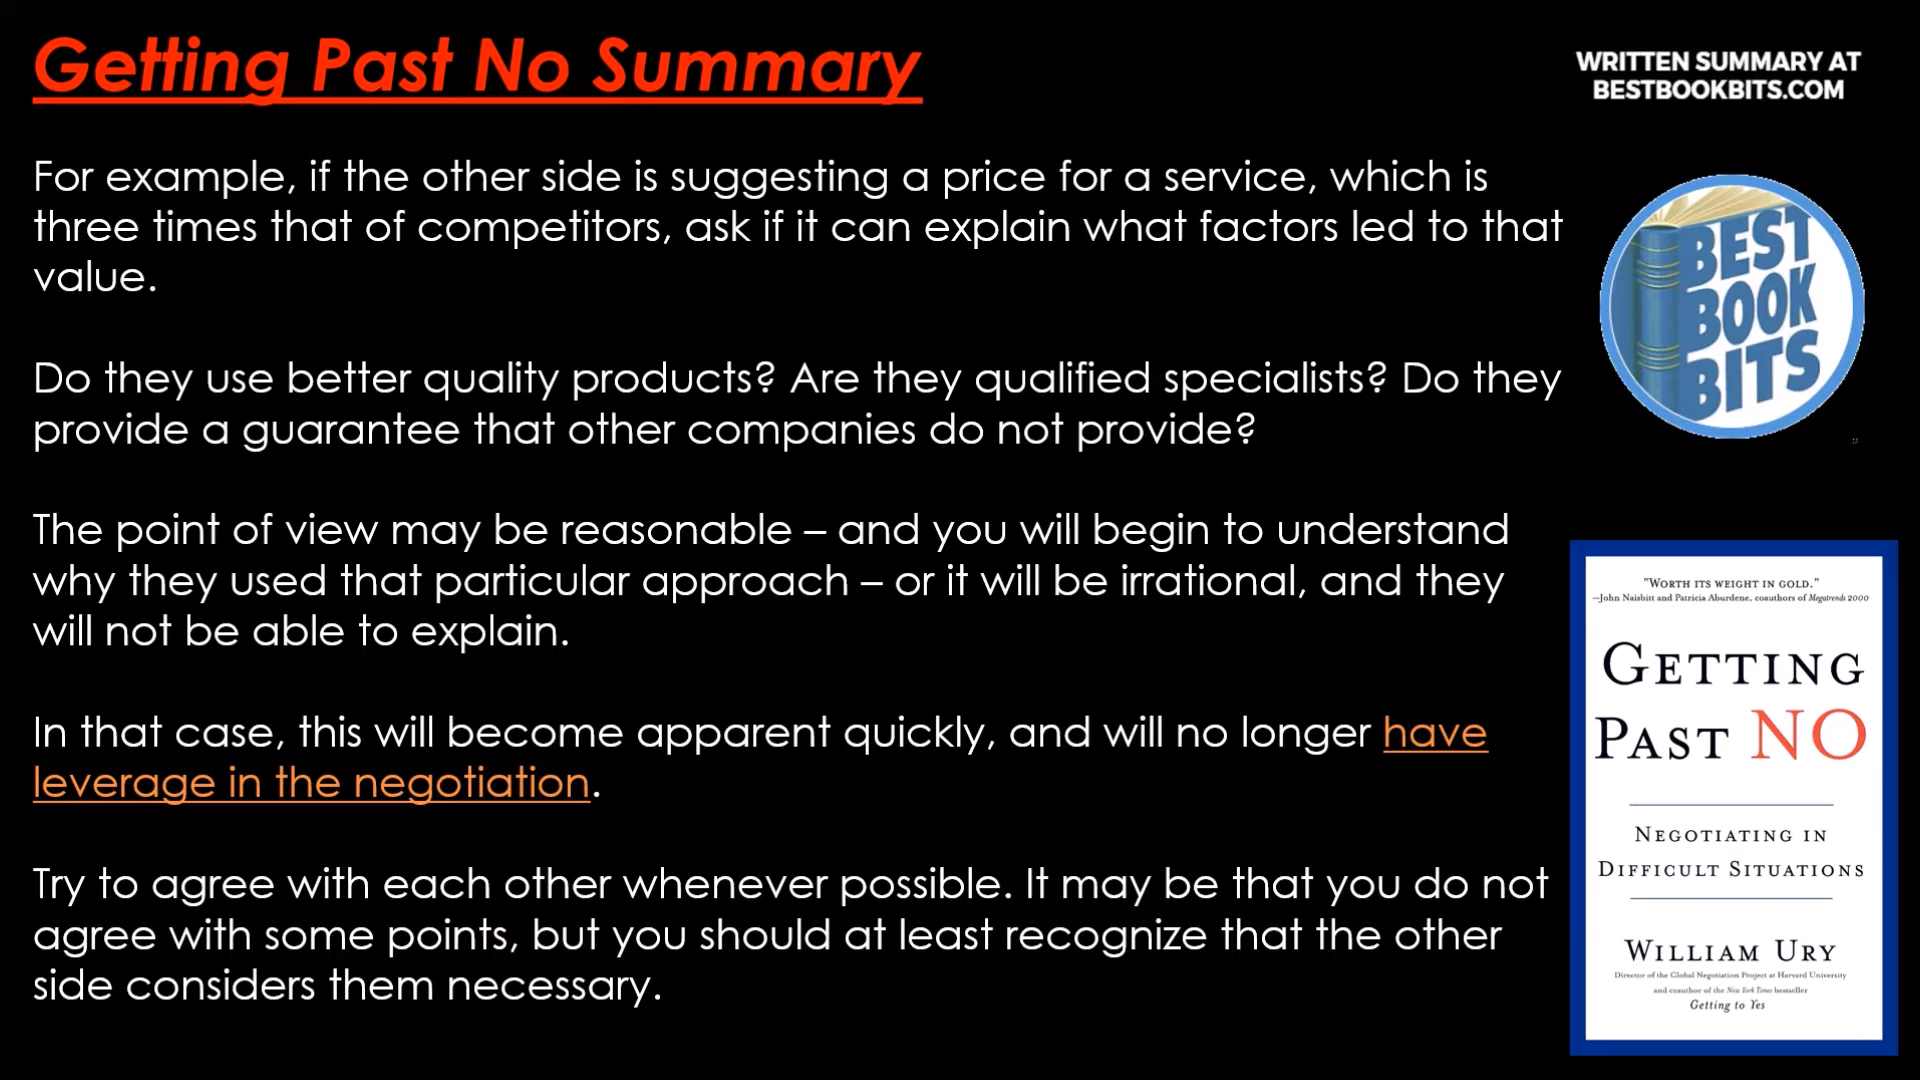 Getting Past No Summary
WRITTEN SUMMARY AT
BESTBOOKBITS.COM
For example, if the other side is suggesting a price for a service, which is
three times that of competitors, ask if it can explain what factors led to that
value.
Do they use better quality products? Are they qualified specialists? Do they
provide a guarantee that other companies do not provide?
The point of view may be reasonable – and you will begin to understand
why they used that particular approach – or it will be irrational, and they
will not be able to explain.
In that case, this will become apparent quickly, and will no longer have
leverage in the negotiation.
Try to agree with each other whenever possible. It may be that you do not
agree with some points, but you should at least recognize that the other
side considers them necessary.
BEST
BOOK
BITS
"WORTH ITS WEIGHT IN GOLD."
—John Naisbitt and Patricia Aburdene, coauthors of Megatrends 2000
GETTING
PAST NO
NEGOTIATING IN
DIFFICULT SITUATIONS
WILLIAM URY
Director of the Global Negotiation Project at Harvard University
and coauthor of the New York Times bestseller
Getting to Yes